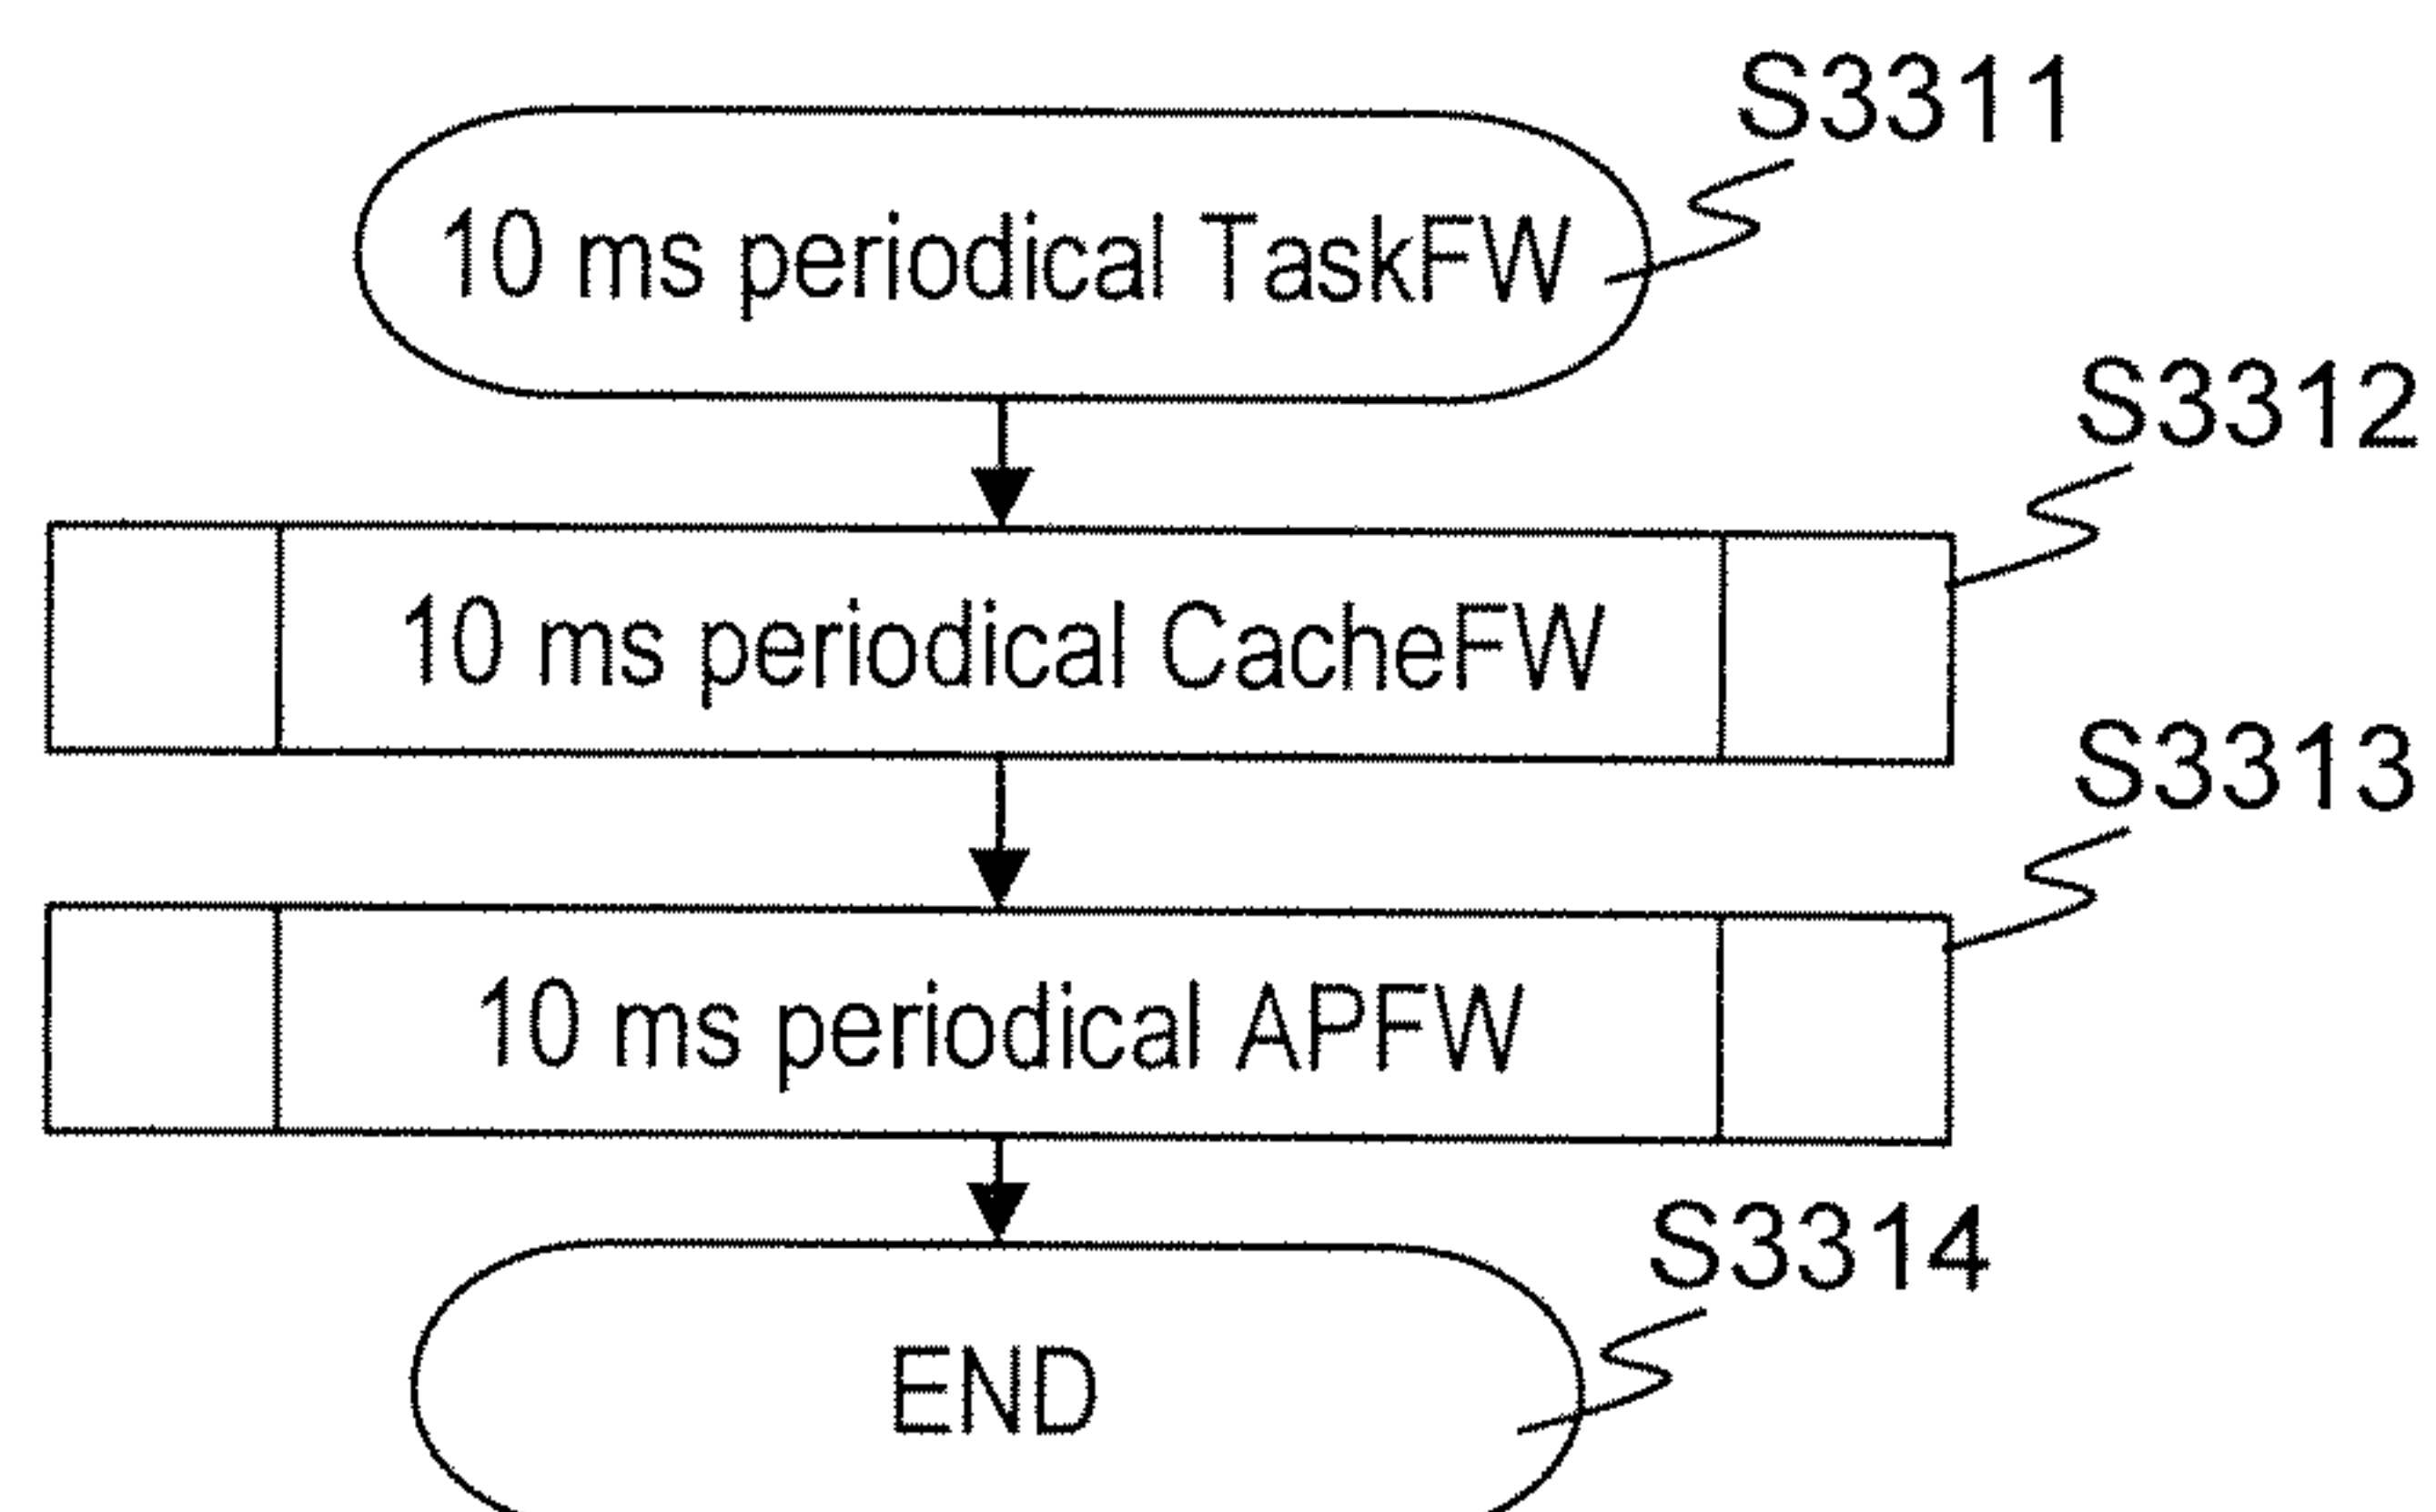 S3311
10 ms periodical TaskFW
S3312
10 ms periodical CacheFW
S3313
10 ms periodical APFW
S3314
END